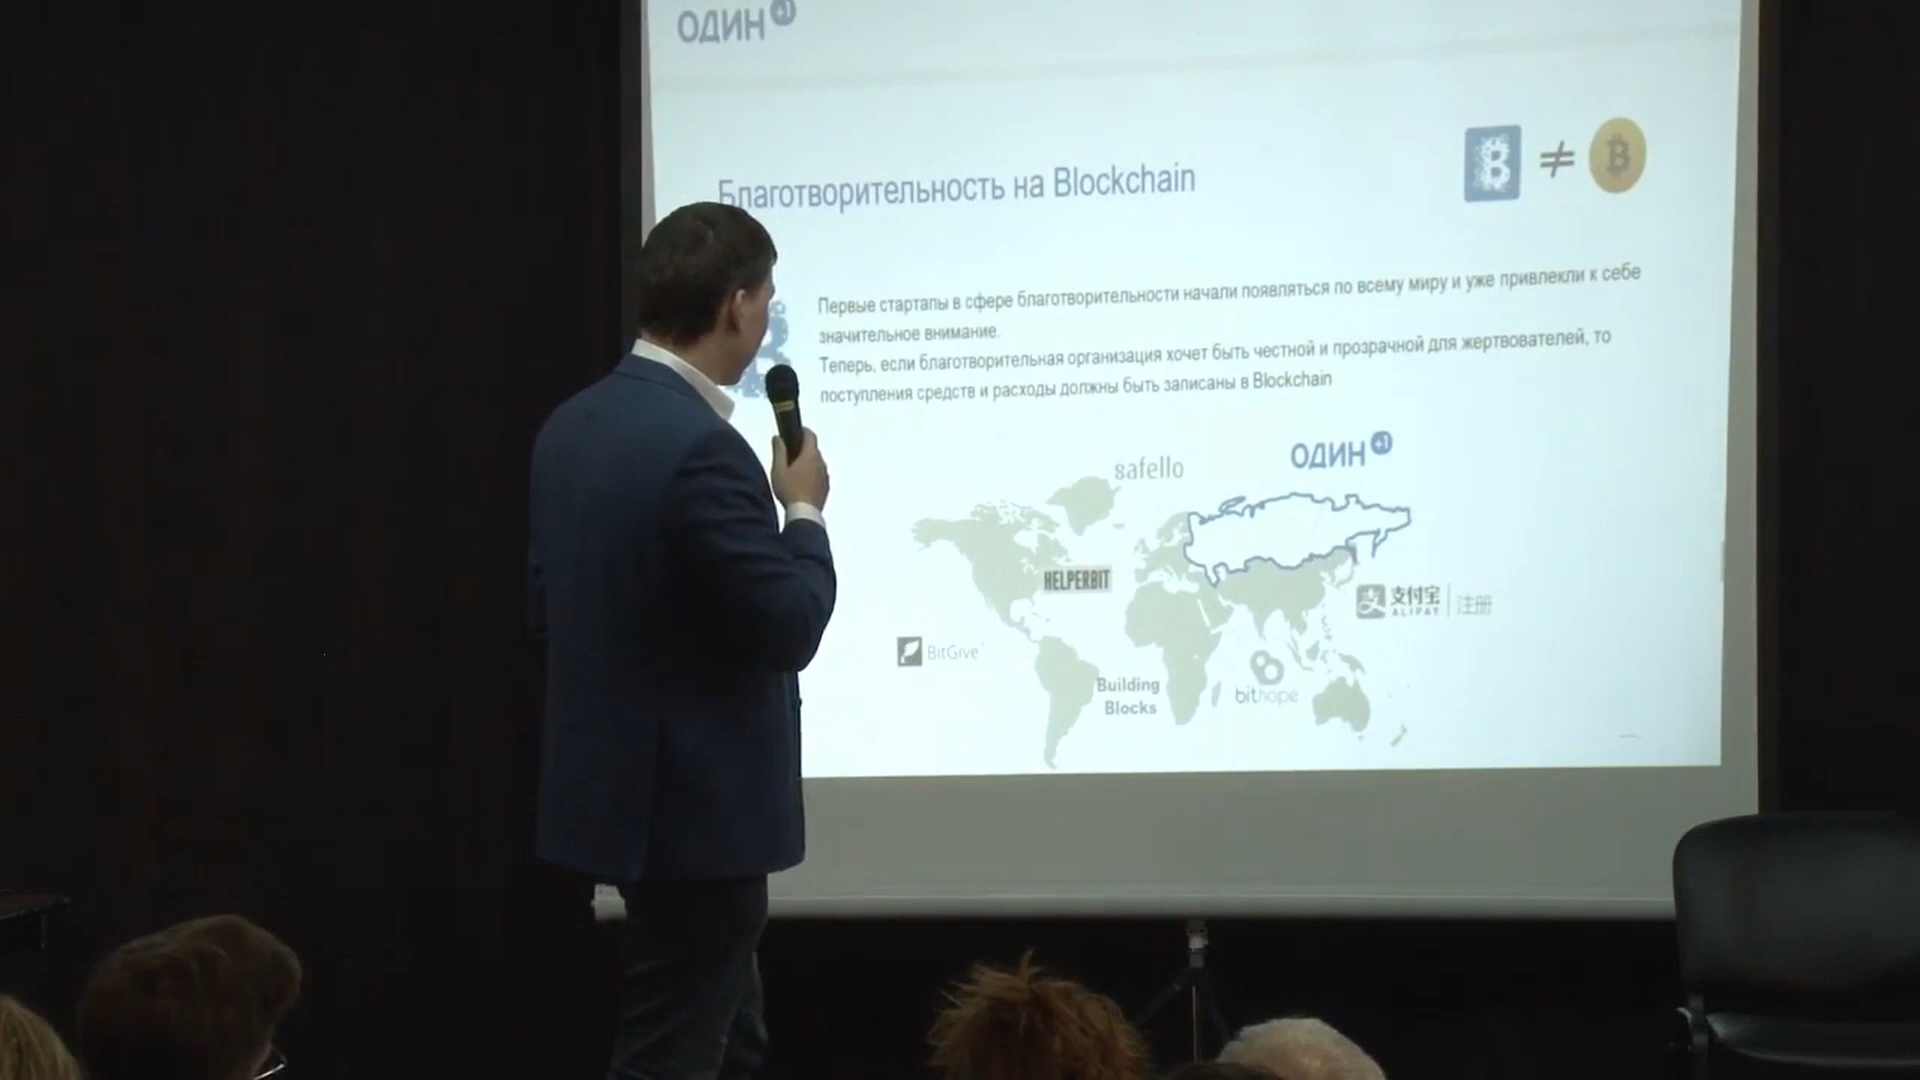 ОДИН +1
Благотворительность на Blockchain
≠
Первые стартапы в сфере благотворительности начали появляться по всему миру и уже привлекли к себе
значительное внимание.
Теперь, если благотворительная организация хочет быть честной и прозрачной для жертвователей, то
поступления средств и расходы должны быть записаны в Blockchain
safello
ОДИН +1
HELPERBIT
支付宝 注册
ALIPAY
BitGive
Building
Blocks
bithope